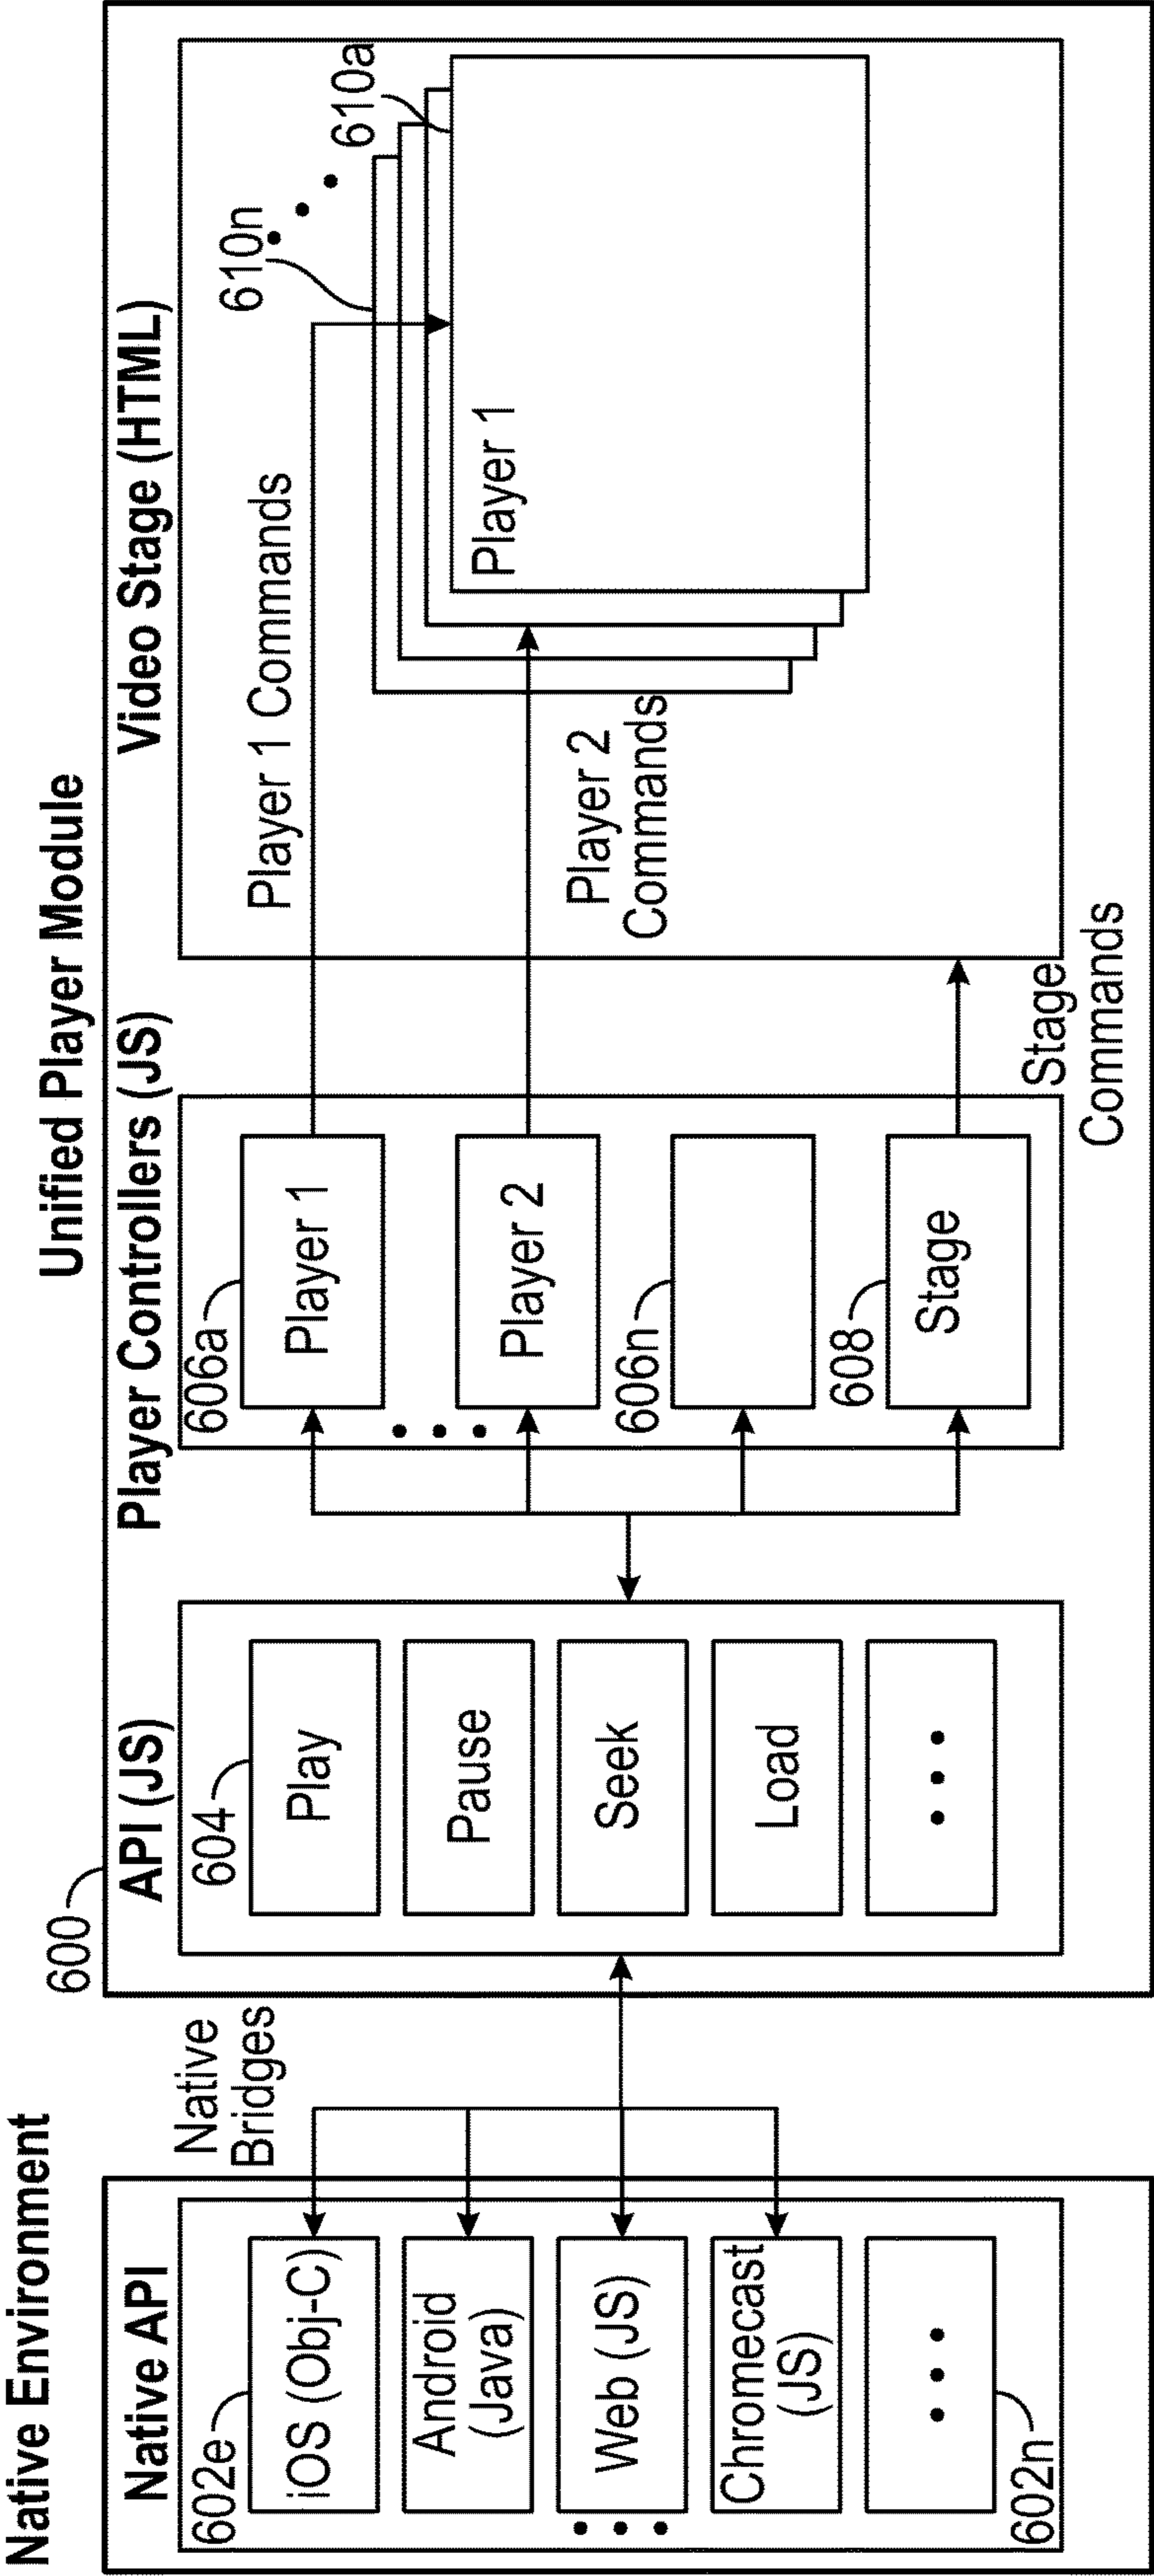 Native Environment
Native API
602e
iOS (Obj-C)
Android
(Java)
Web (JS)
Chromecast
(JS)
602n
Native
Bridges
Unified Player Module
600
API (JS)
604
Play
Pause
Seek
Load
Player Controllers (JS)
606a
Player 1
Player 2
606n
608
Stage
Video Stage (HTML)
Player 1 Commands
Player 2
Commands
Stage
Commands
610n
610a
Player 1